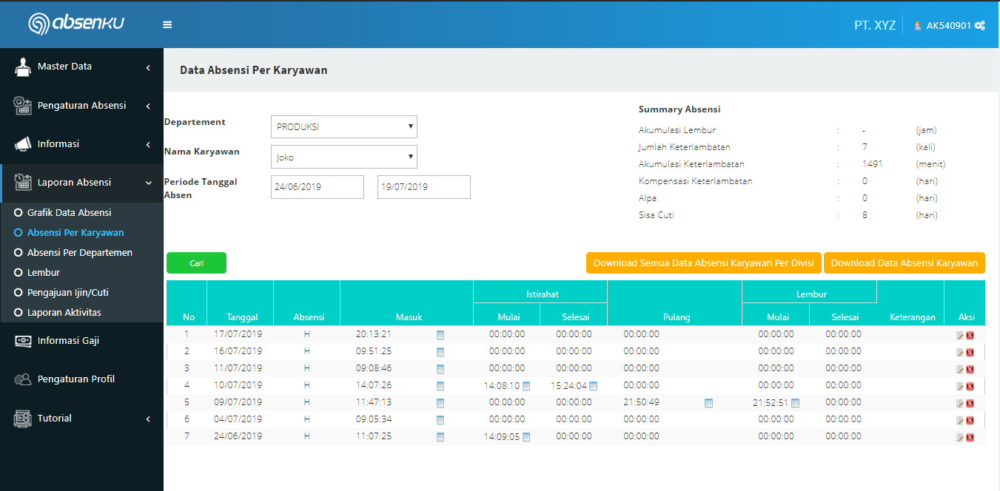 absenku
PT. XYZ
AK540901
Master Data
Pengaturan Absensi
Informasi
Laporan Absensi
Grafik Data Absensi
Absensi Per Karyawan
Absensi Per Departemen
Lembur
Pengajuan Ijin/Cuti
Laporan Aktivitas
Informasi Gaji
Pengaturan Profil
Tutorial
Data Absensi Per Karyawan
Departement
PRODUKSI
Nama Karyawan
Joko
Periode Tanggal
Absen
24/06/2019 19/07/2019
Summary Absensi
Akumulasi Lembur : - (jam)
Jumlah Keterlambatan : 7 (kali)
Akumulasi Keterlambatan : 1491 (menit)
Kompensasi Keterlambatan : 0 (hari)
Alpa : 0 (hari)
Sisa Cuti : 8 (hari)
Cari
Download Semua Data Absensi Karyawan Per Divisi
Download Data Absensi Karyawan
Istirahat Lembur
No Tanggal Absensi Masuk Mulai Selesai Pulang Mulai Selesai Keterangan Aksi
1 17/07/2019 H 20:13:21 00:00:00 00:00:00 00:00:00 00:00:00 00:00:00
2 16/07/2019 H 09:51:25 00:00:00 00:00:00 00:00:00 00:00:00 00:00:00
3 11/07/2019 H 09:08:46 00:00:00 00:00:00 00:00:00 00:00:00 00:00:00
4 10/07/2019 H 14:07:26 14:08:10 15:24:04 00:00:00 00:00:00 00:00:00
5 09/07/2019 H 11:47:13 00:00:00 00:00:00 21:50:49 21:52:51 00:00:00
6 04/07/2019 H 09:05:34 00:00:00 00:00:00 00:00:00 00:00:00 00:00:00
7 24/06/2019 H 11:07:25 14:09:05 00:00:00 00:00:00 00:00:00 00:00:00